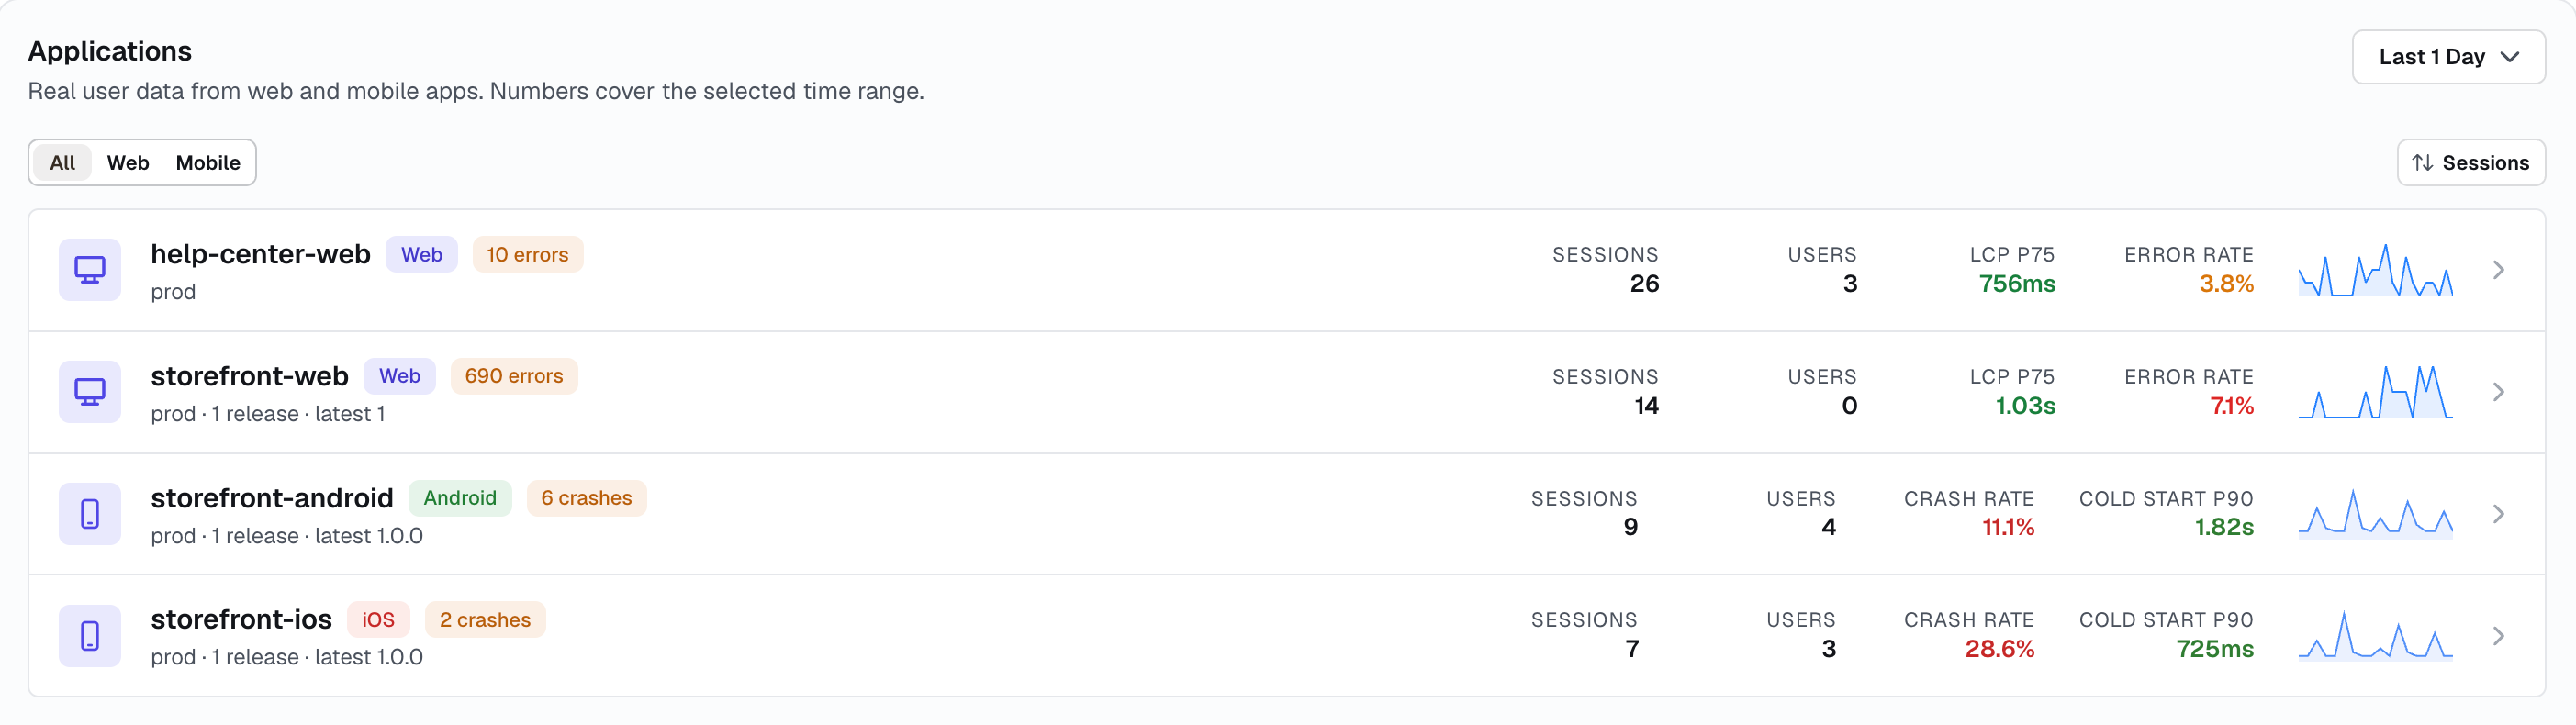 Applications
Last 1 Day
Real user data from web and mobile apps. Numbers cover the selected time range.
All Web Mobile
Sessions
help-center-web Web 10 errors
prod
SESSIONS USERS LCP P75 ERROR RATE
26 3 756ms 3.8%
storefront-web Web 690 errors
prod · 1 release · latest 1
SESSIONS USERS LCP P75 ERROR RATE
14 0 1.03s 7.1%
storefront-android Android 6 crashes
prod · 1 release · latest 1.0.0
SESSIONS USERS CRASH RATE COLD START P90
9 4 11.1% 1.82s
storefront-ios iOS 2 crashes
prod · 1 release · latest 1.0.0
SESSIONS USERS CRASH RATE COLD START P90
7 3 28.6% 725ms